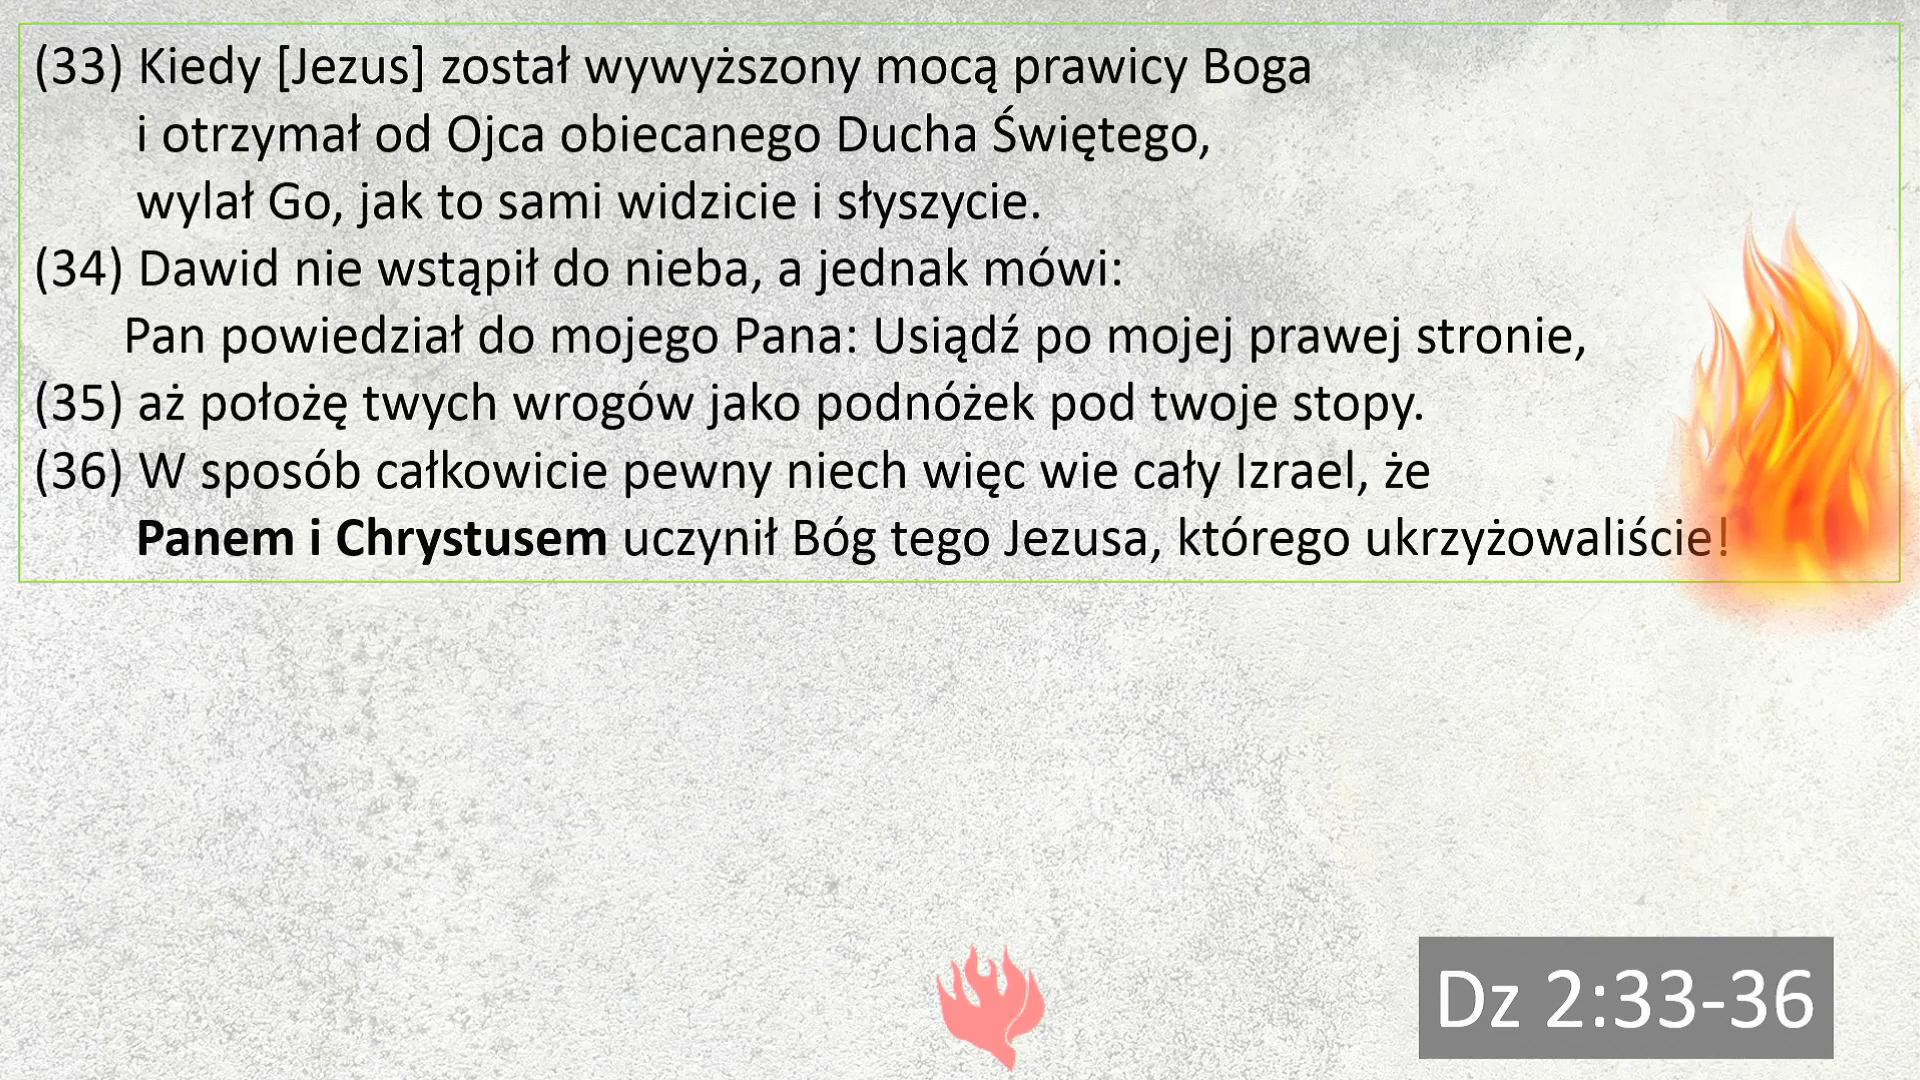 (33) Kiedy [Jezus] został wywyższony mocą prawicy Boga
i otrzymał od Ojca obiecanego Ducha Świętego,
wylał Go, jak to sami widzicie i słyszycie.
(34) Dawid nie wstąpił do nieba, a jednak mówi:
Pan powiedział do mojego Pana: Usiądź po mojej prawej stronie,
(35) aż położę twych wrogów jako podnóżek pod twoje stopy.
(36) W sposób całkowicie pewny niech więc wie cały Izrael, że
Panem i Chrystusem uczynił Bóg tego Jezusa, którego ukrzyżowaliście!
Dz 2:33-36